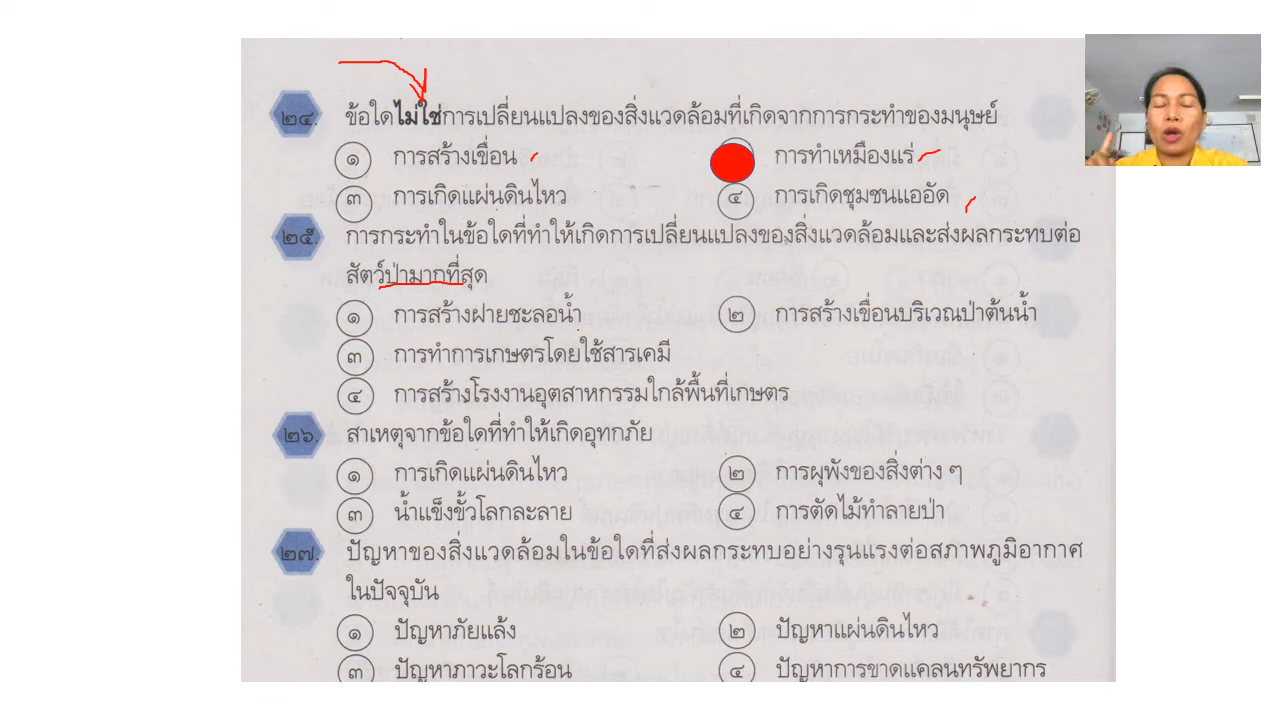 ๒๔. ข้อใดไม่ใช่การเปลี่ยนแปลงของสิ่งแวดล้อมที่เกิดจากการกระทำของมนุษย์
๑ การสร้างเขื่อน การทำเหมืองแร่
๓ การเกิดแผ่นดินไหว ๔ การเกิดชุมชนแออัด
๒๕. การกระทำในข้อใดที่ทำให้เกิดการเปลี่ยนแปลงของสิ่งแวดล้อมและส่งผลกระทบต่อ
สัตว์ป่ามากที่สุด
๑ การสร้างฝายชะลอน้ำ ๒ การสร้างเขื่อนบริเวณป่าต้นน้ำ
๓ การทำการเกษตรโดยใช้สารเคมี
๔ การสร้างโรงงานอุตสาหกรรมใกล้พื้นที่เกษตร
๒๖. สาเหตุจากข้อใดที่ทำให้เกิดอุทกภัย
๑ การเกิดแผ่นดินไหว ๒ การผุพังของสิ่งต่าง ๆ
๓ น้ำแข็งขั้วโลกละลาย ๔ การตัดไม้ทำลายป่า
๒๗. ปัญหาของสิ่งแวดล้อมในข้อใดที่ส่งผลกระทบอย่างรุนแรงต่อสภาพภูมิอากาศ
ในปัจจุบัน
๑ ปัญหาภัยแล้ง ๒ ปัญหาแผ่นดินไหว
๓ ปัญหาภาวะโลกร้อน ๔ ปัญหาการขาดแคลนทรัพยากร